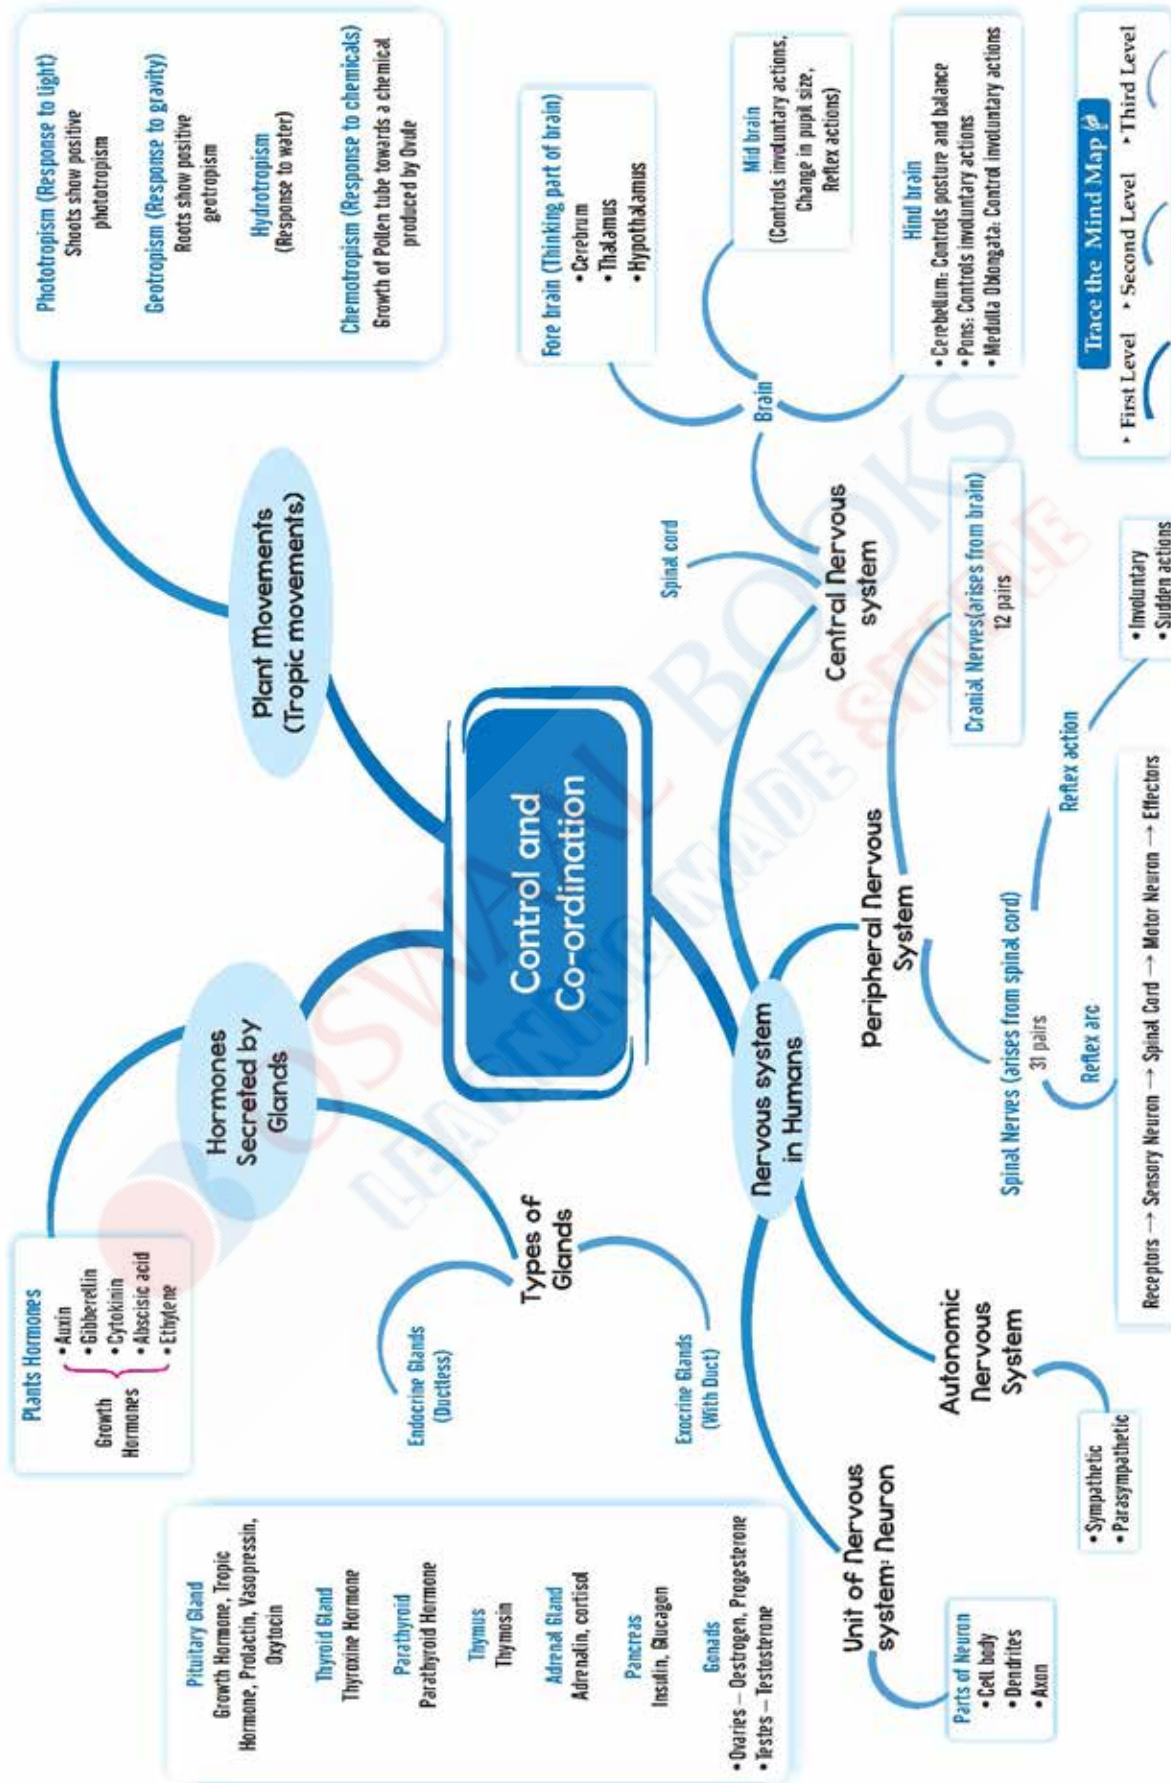 Plants Hormones
• Auxin
• Gibberellin
• Cytokinin
• Abscisic acid
• Ethylene
Growth
Hormones
Hormones
Secreted by
Glands
Plant Movements
(Tropic movements)
Phototropism (Response to light)
Shoots show positive
phototropism
Geotropism (Response to gravity)
Roots show positive
geotropism
Hydrotropism
(Response to water)
Chemotropism (Response to chemicals)
Growth of Pollen tube towards a chemical
produced by Ovule
Pituitary Gland
Growth Hormone, Tropic
Hormone, Prolactin, Vasopressin,
Oxytocin
Thyroid Gland
Thyroxine Hormone
Parathyroid
Parathyroid Hormone
Thymus
Thymosin
Adrenal Gland
Adrenalin, cortisol
Pancreas
Insulin, Glucagon
Gonads
• Ovaries – Oestrogen, Progesterone
• Testes – Testosterone
Endocrine Glands
(Ductless)
Types of
Glands
Exocrine Glands
(With Duct)
Control and
Co-ordination
Fore brain (Thinking part of brain)
• Cerebrum
• Thalamus
• Hypothalamus
Spinal cord
Brain
Mid brain
(Controls involuntary actions,
Change in pupil size,
Reflex actions)
Hind brain
• Cerebellum: Controls posture and balance
• Pons: Controls involuntary actions
• Medulla Oblongata: Control involuntary actions
Central Nervous
system
Nervous system
in Humans
Peripheral Nervous
System
Cranial Nerves(arises from brain)
12 pairs
Spinal Nerves (arises from spinal cord)
31 pairs
Reflex arc
Reflex action
• Involuntary
• Sudden actions
Receptors → Sensory Neuron → Spinal Cord → Motor Neuron → Effectors
Autonomic
Nervous
System
• Sympathetic
• Parasympathetic
Unit of Nervous
system: Neuron
Parts of Neuron
• Cell body
• Dendrites
• Axon
Trace the Mind Map
▸ First Level ▸ Second Level ▸ Third Level
OSWAAL BOOKS
LEARNING MADE SIMPLE